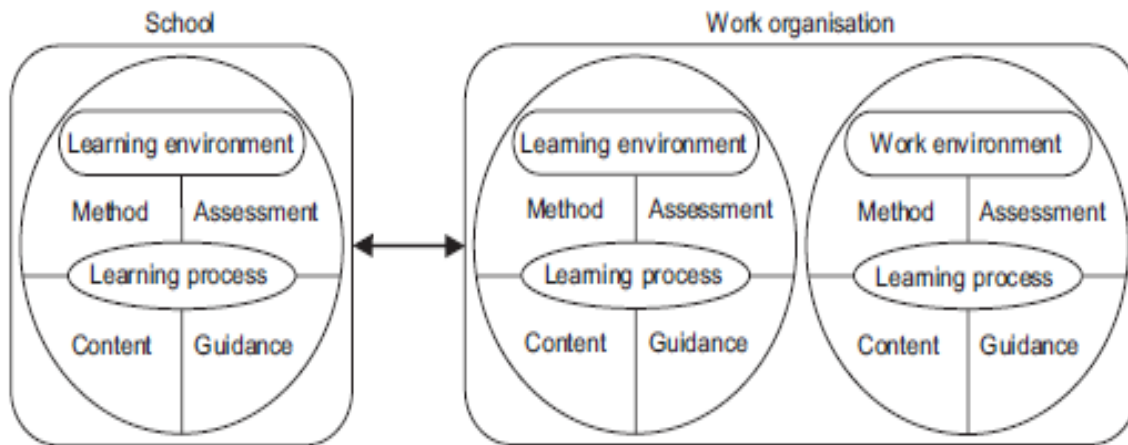 School
Work organisation
Learning environment
Method Assessment
Learning process
Content Guidance
Learning environment
Method Assessment
Learning process
Content Guidance
Work environment
Method Assessment
Learning process
Content Guidance